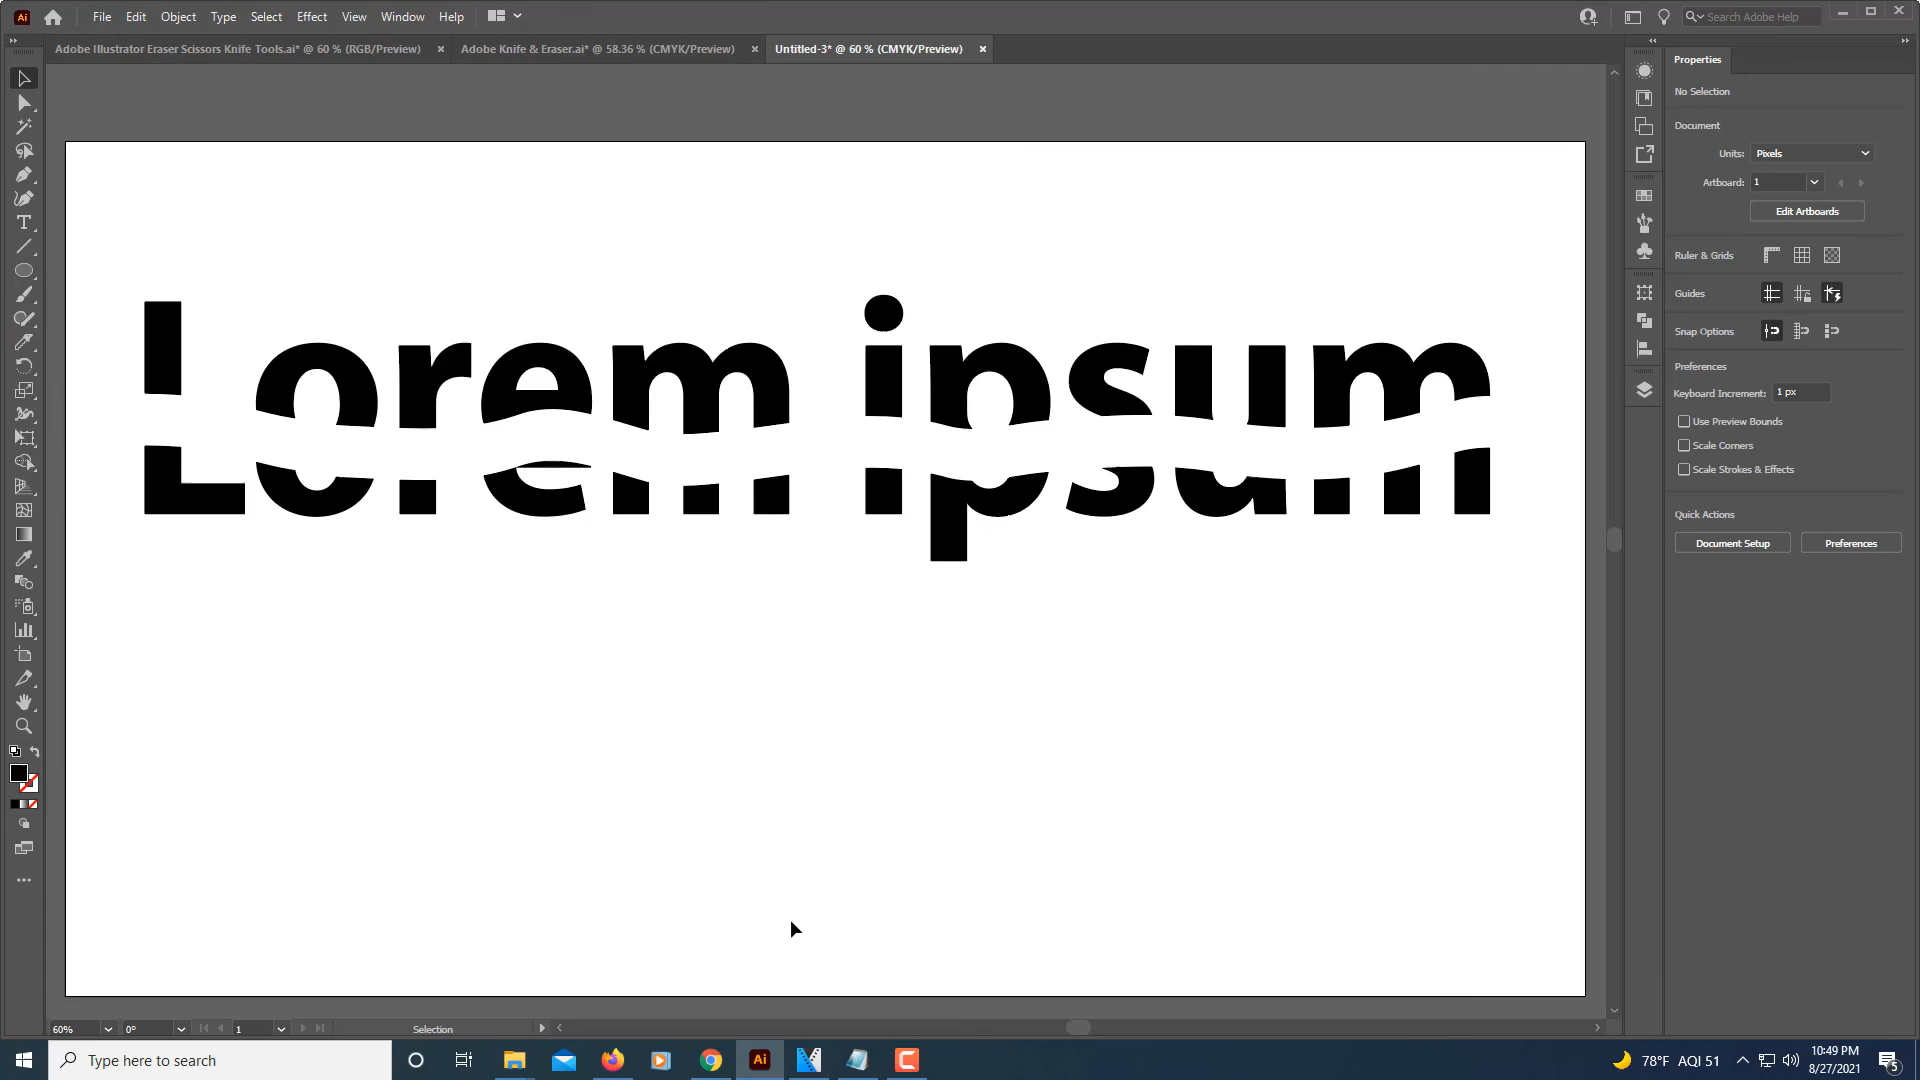 Ai File Edit Object Type Select Effect View Window Help Search Adobe Help
Adobe Illustrator Eraser Scissors Knife Tools.ai* @ 60 % (RGB/Preview) Adobe Knife & Eraser.ai* @ 58.36 % (CMYK/Preview) Untitled-3* @ 60 % (CMYK/Preview)
Properties
No Selection
Document
Units: Pixels
Artboard: 1
Edit Artboards
Ruler & Grids
Guides
Snap Options
Preferences
Keyboard Increment: 1 px
Use Preview Bounds
Scale Corners
Scale Strokes & Effects
Quick Actions
Document Setup Preferences
Lorem ipsum
60% 0° 1 Selection
Type here to search Ai 78°F AQI 51 10:49 PM
8/27/2021 5